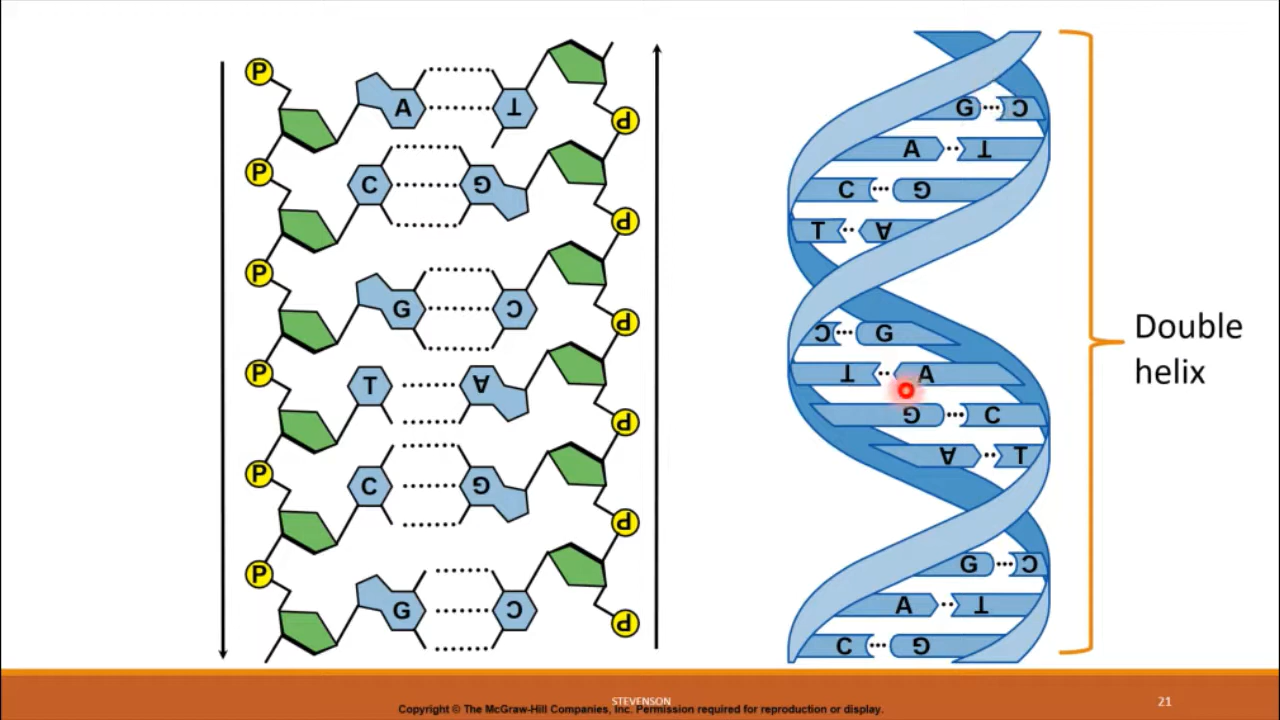 P
A T
P
P
C G
P
P
G C
P
P
T A
P
P
C G
P
P
G C
P
G C
A T
C G
T A
C G
T A
G C
A T
G C
A T
C G
Double
helix
STEVENSON
21
Copyright © The McGraw-Hill Companies, Inc. Permission required for reproduction or display.